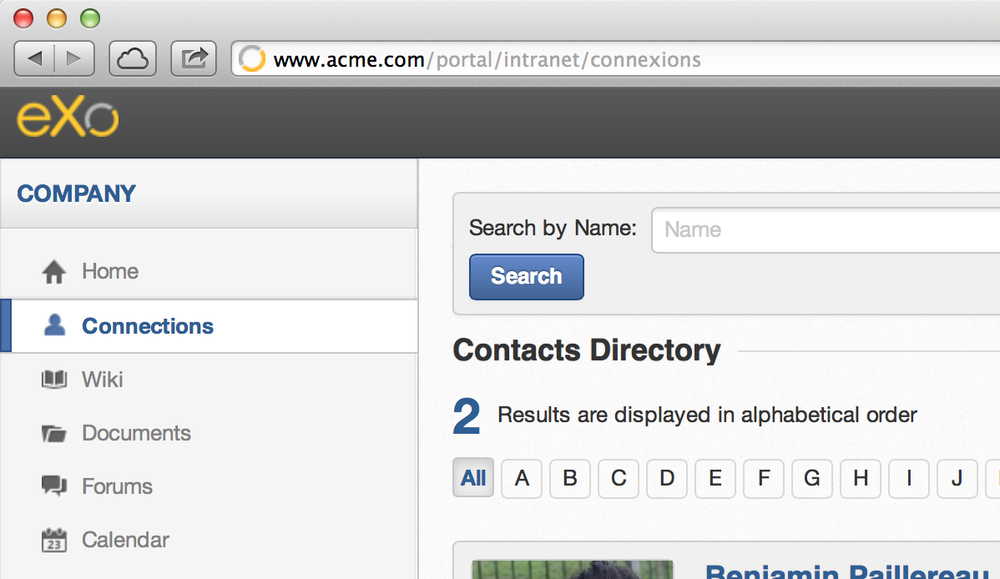 www.acme.com/portal/intranet/connexions
eXo
COMPANY
Home
Connections
Wiki
Documents
Forums
23
Calendar
Search by Name:
Name
Search
Contacts Directory
2 Results are displayed in alphabetical order
All A B C D E F G H I J
Benjamin Paillereau